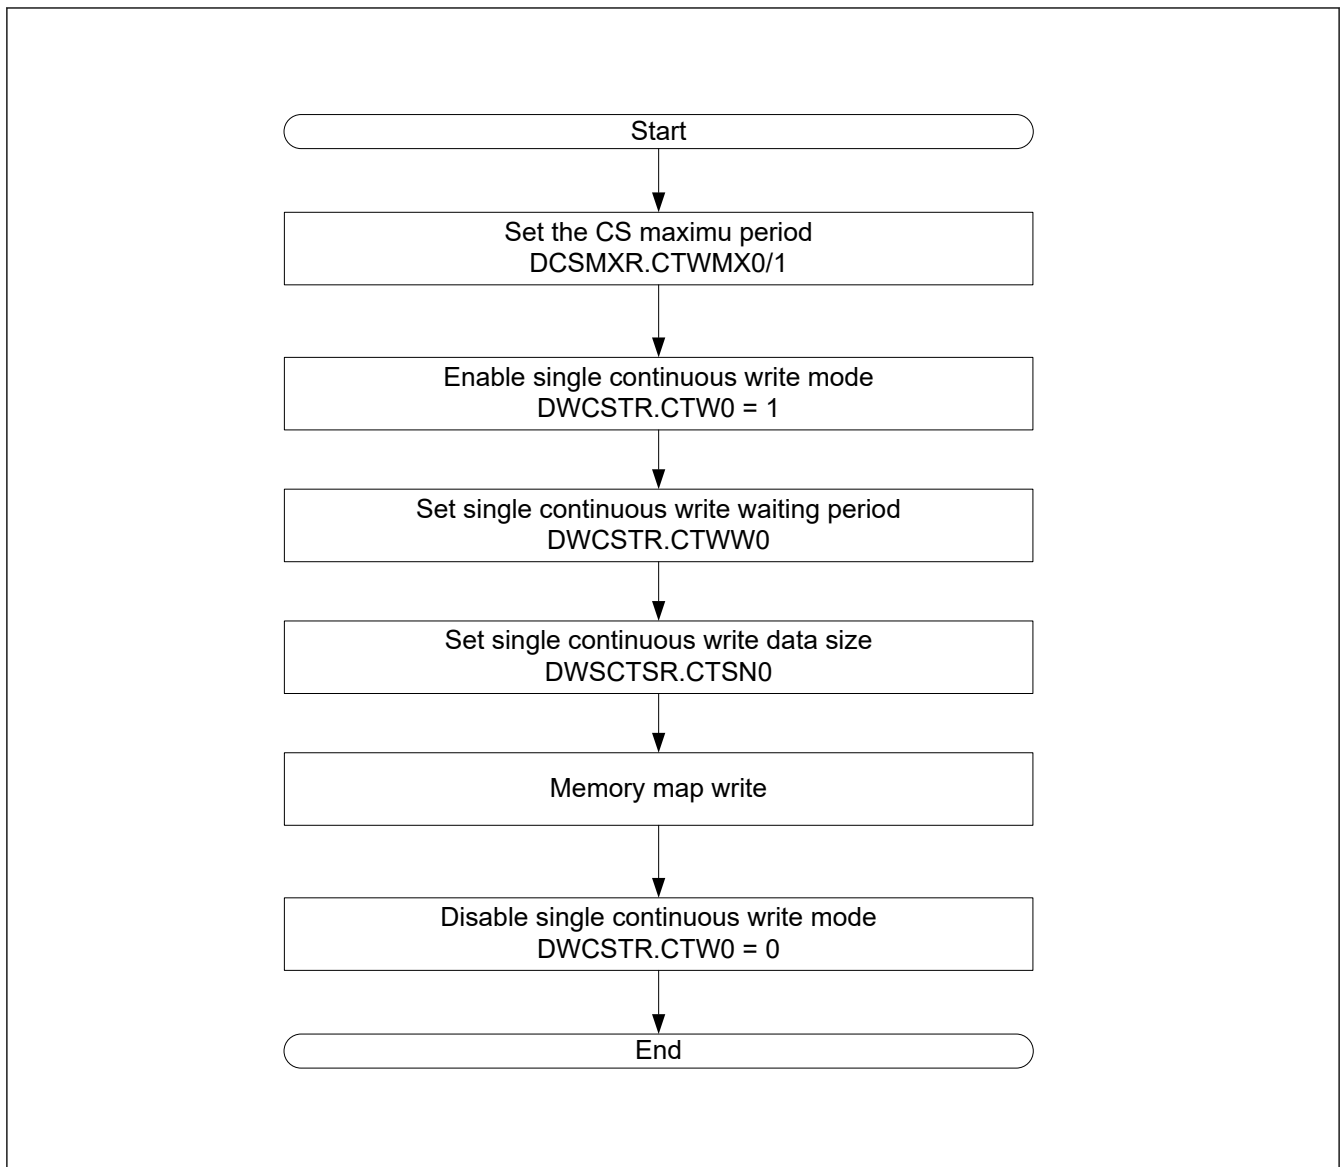 Start
Set the CS maximu period
DCSMXR.CTWMX0/1
Enable single continuous write mode
DWCSTR.CTW0 = 1
Set single continuous write waiting period
DWCSTR.CTWW0
Set single continuous write data size
DWSCTSR.CTSN0
Memory map write
Disable single continuous write mode
DWCSTR.CTW0 = 0
End